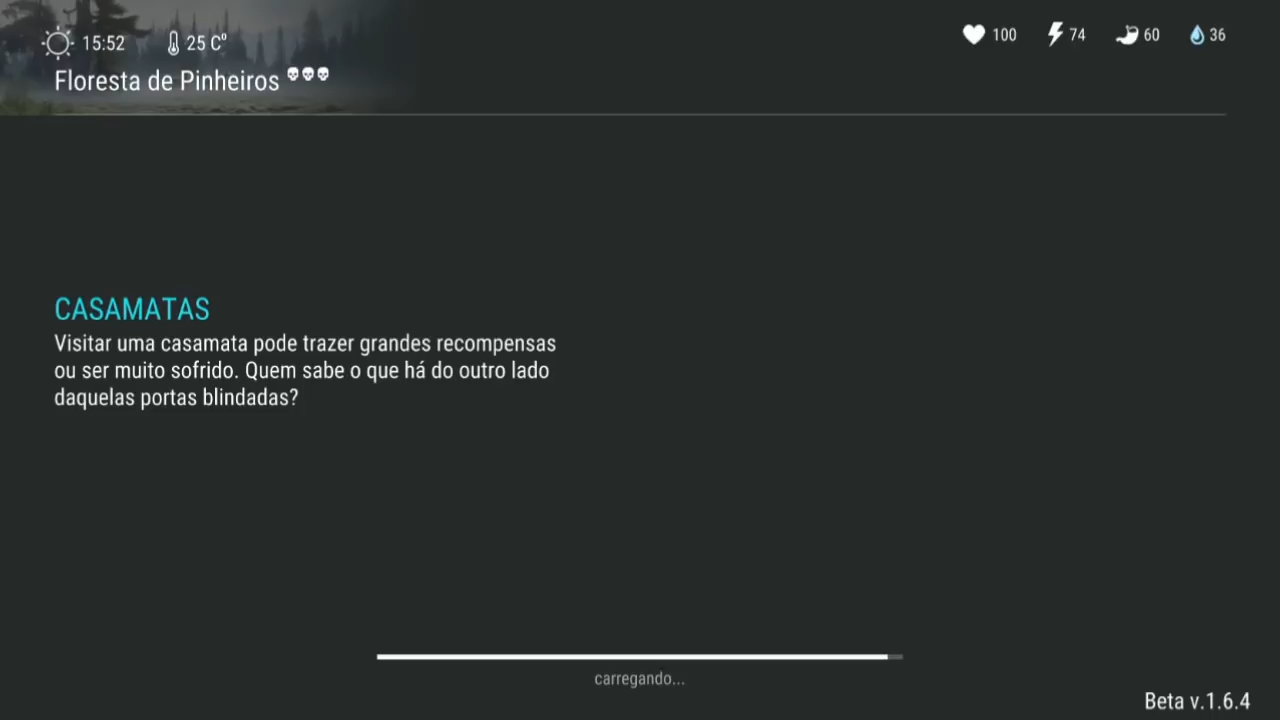 15:52 25 Cº
100 74 60 36
Floresta de Pinheiros
CASAMATAS
Visitar uma casamata pode trazer grandes recompensas
ou ser muito sofrido. Quem sabe o que há do outro lado
daquelas portas blindadas?
carregando...
Beta v.1.6.4